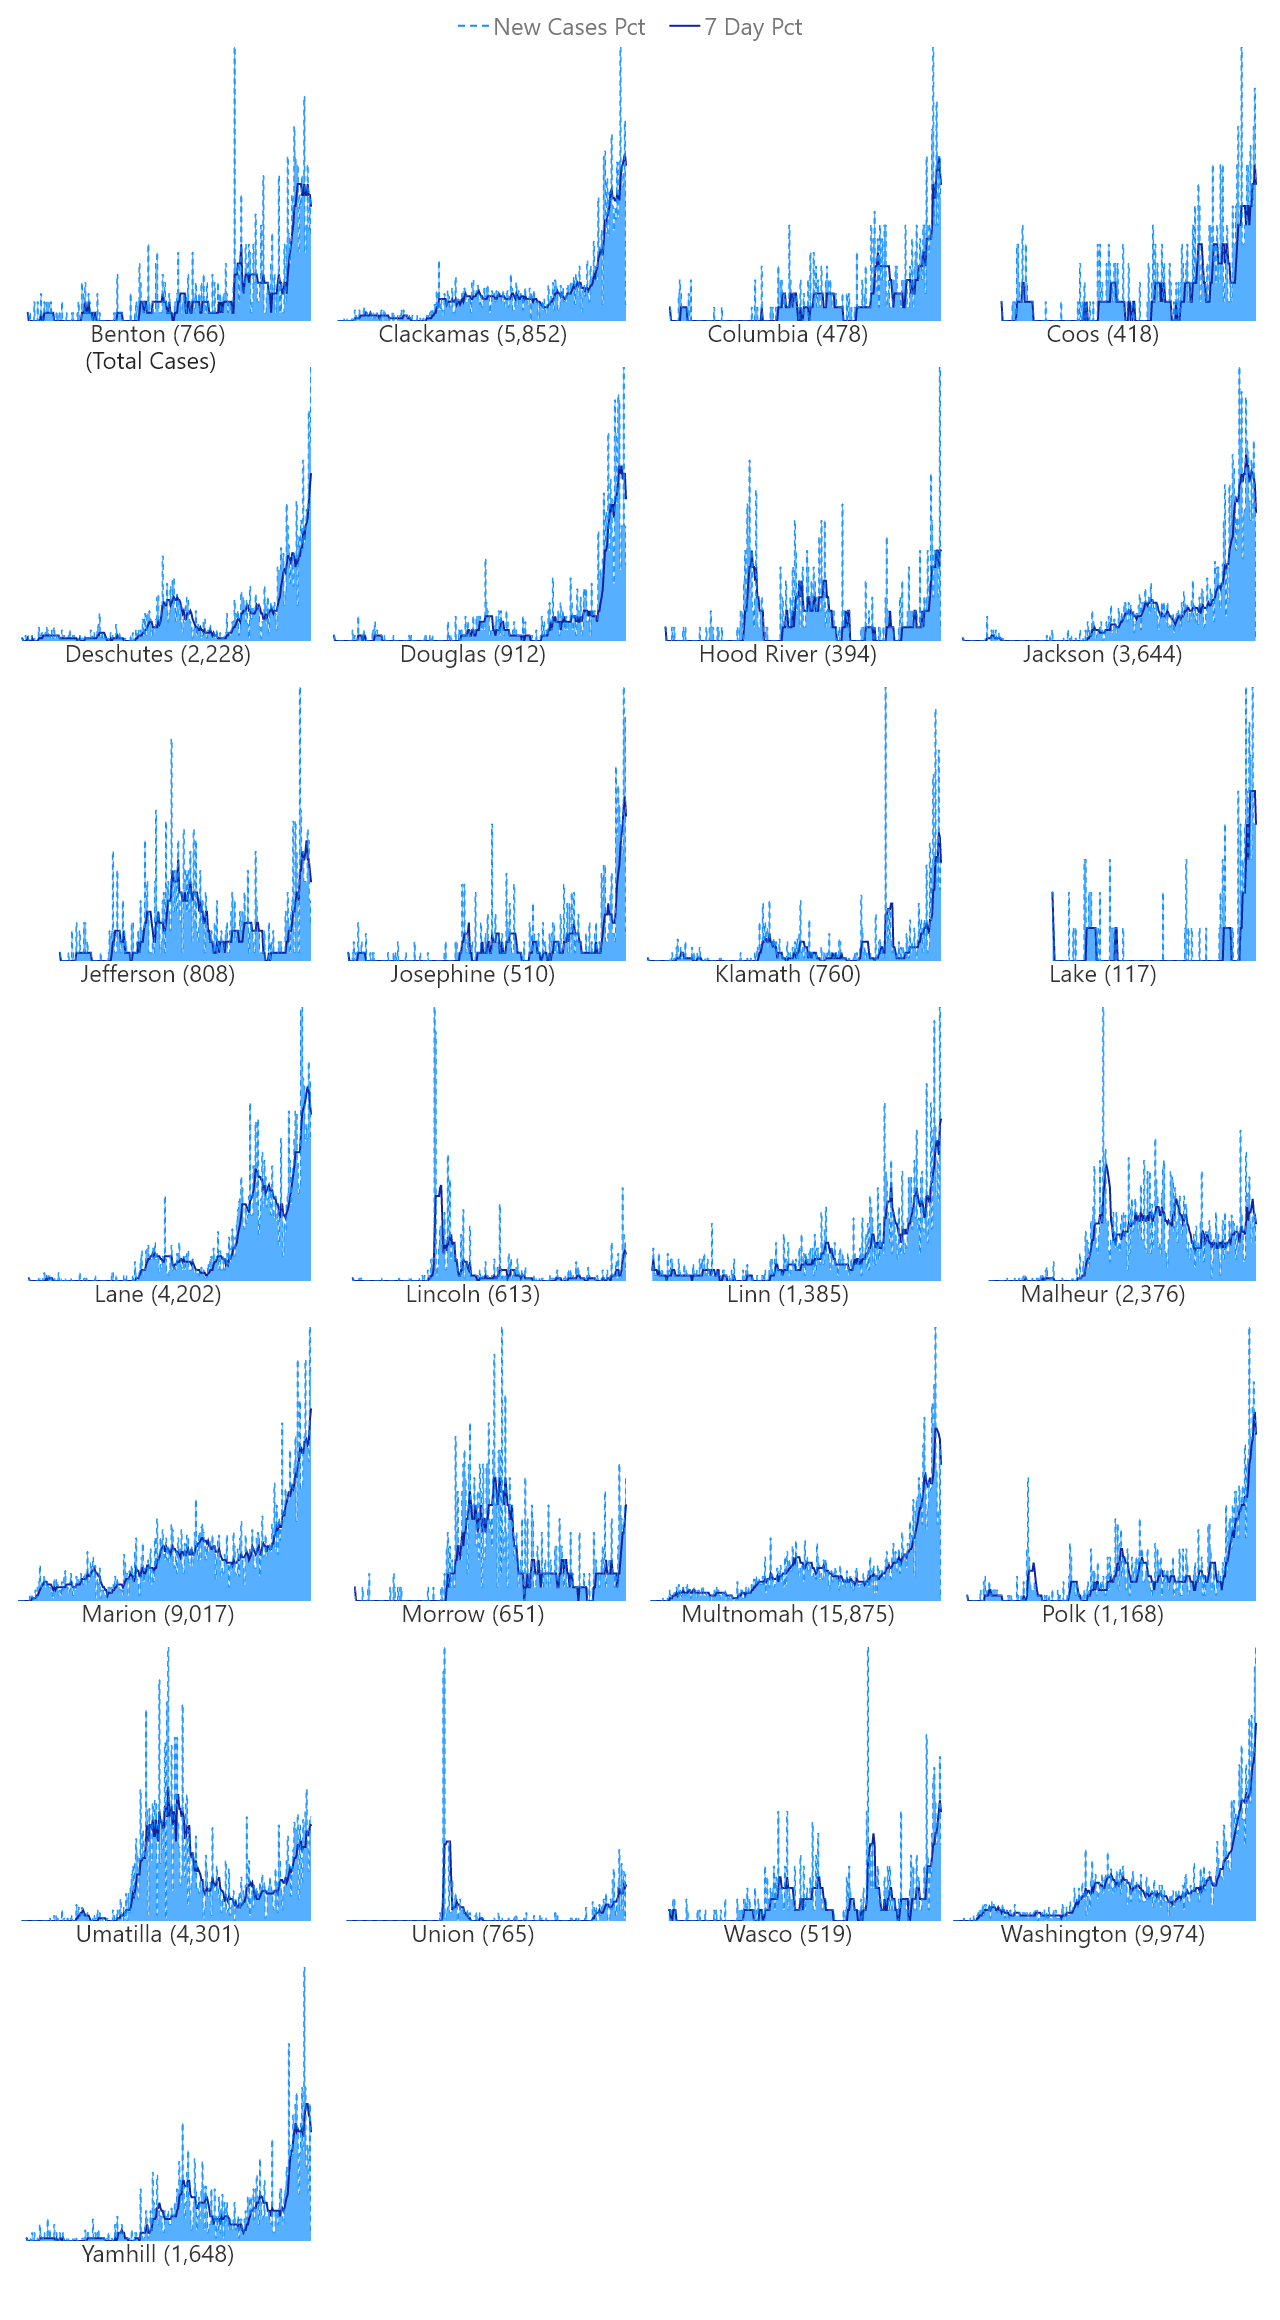 New Cases Pct 7 Day Pct
Benton (766)
(Total Cases)
Clackamas (5,852)
Columbia (478)
Coos (418)
Deschutes (2,228)
Douglas (912)
Hood River (394)
Jackson (3,644)
Jefferson (808)
Josephine (510)
Klamath (760)
Lake (117)
Lane (4,202)
Lincoln (613)
Linn (1,385)
Malheur (2,376)
Marion (9,017)
Morrow (651)
Multnomah (15,875)
Polk (1,168)
Umatilla (4,301)
Union (765)
Wasco (519)
Washington (9,974)
Yamhill (1,648)